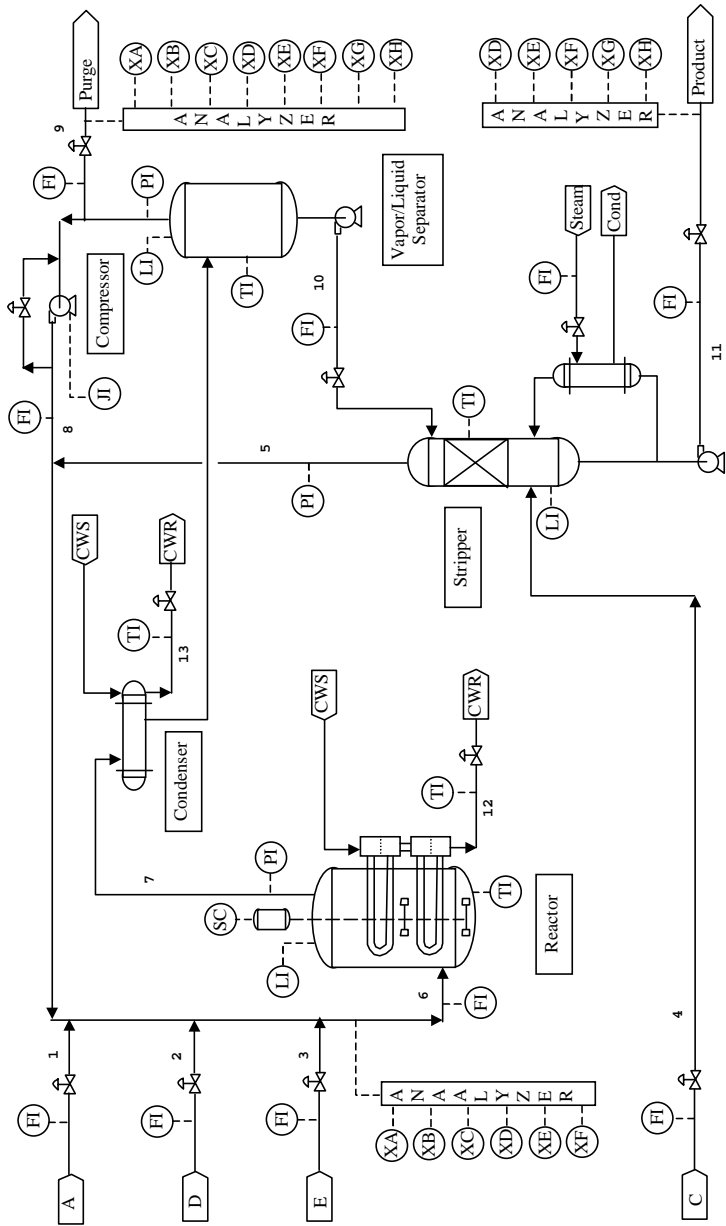 A
FI
1
D
FI
2
E
FI
3
C
FI
4
XA
XB
XC
XD
XE
XF
A
N
A
A
L
Y
Z
E
R
6
FI
LI
SC
PI
7
TI
Reactor
CWS
CWR
TI
12
Condenser
CWS
CWR
TI
13
FI
8
5
PI
Stripper
LI
TI
JI
Compressor
LI
PI
TI
Vapor/Liquid
Separator
10
FI
FI
9
Purge
A
N
A
L
Y
Z
E
R
XA
XB
XC
XD
XE
XF
XG
XH
FI
Steam
Cond
FI
11
Product
A
N
A
L
Y
Z
E
R
XD
XE
XF
XG
XH